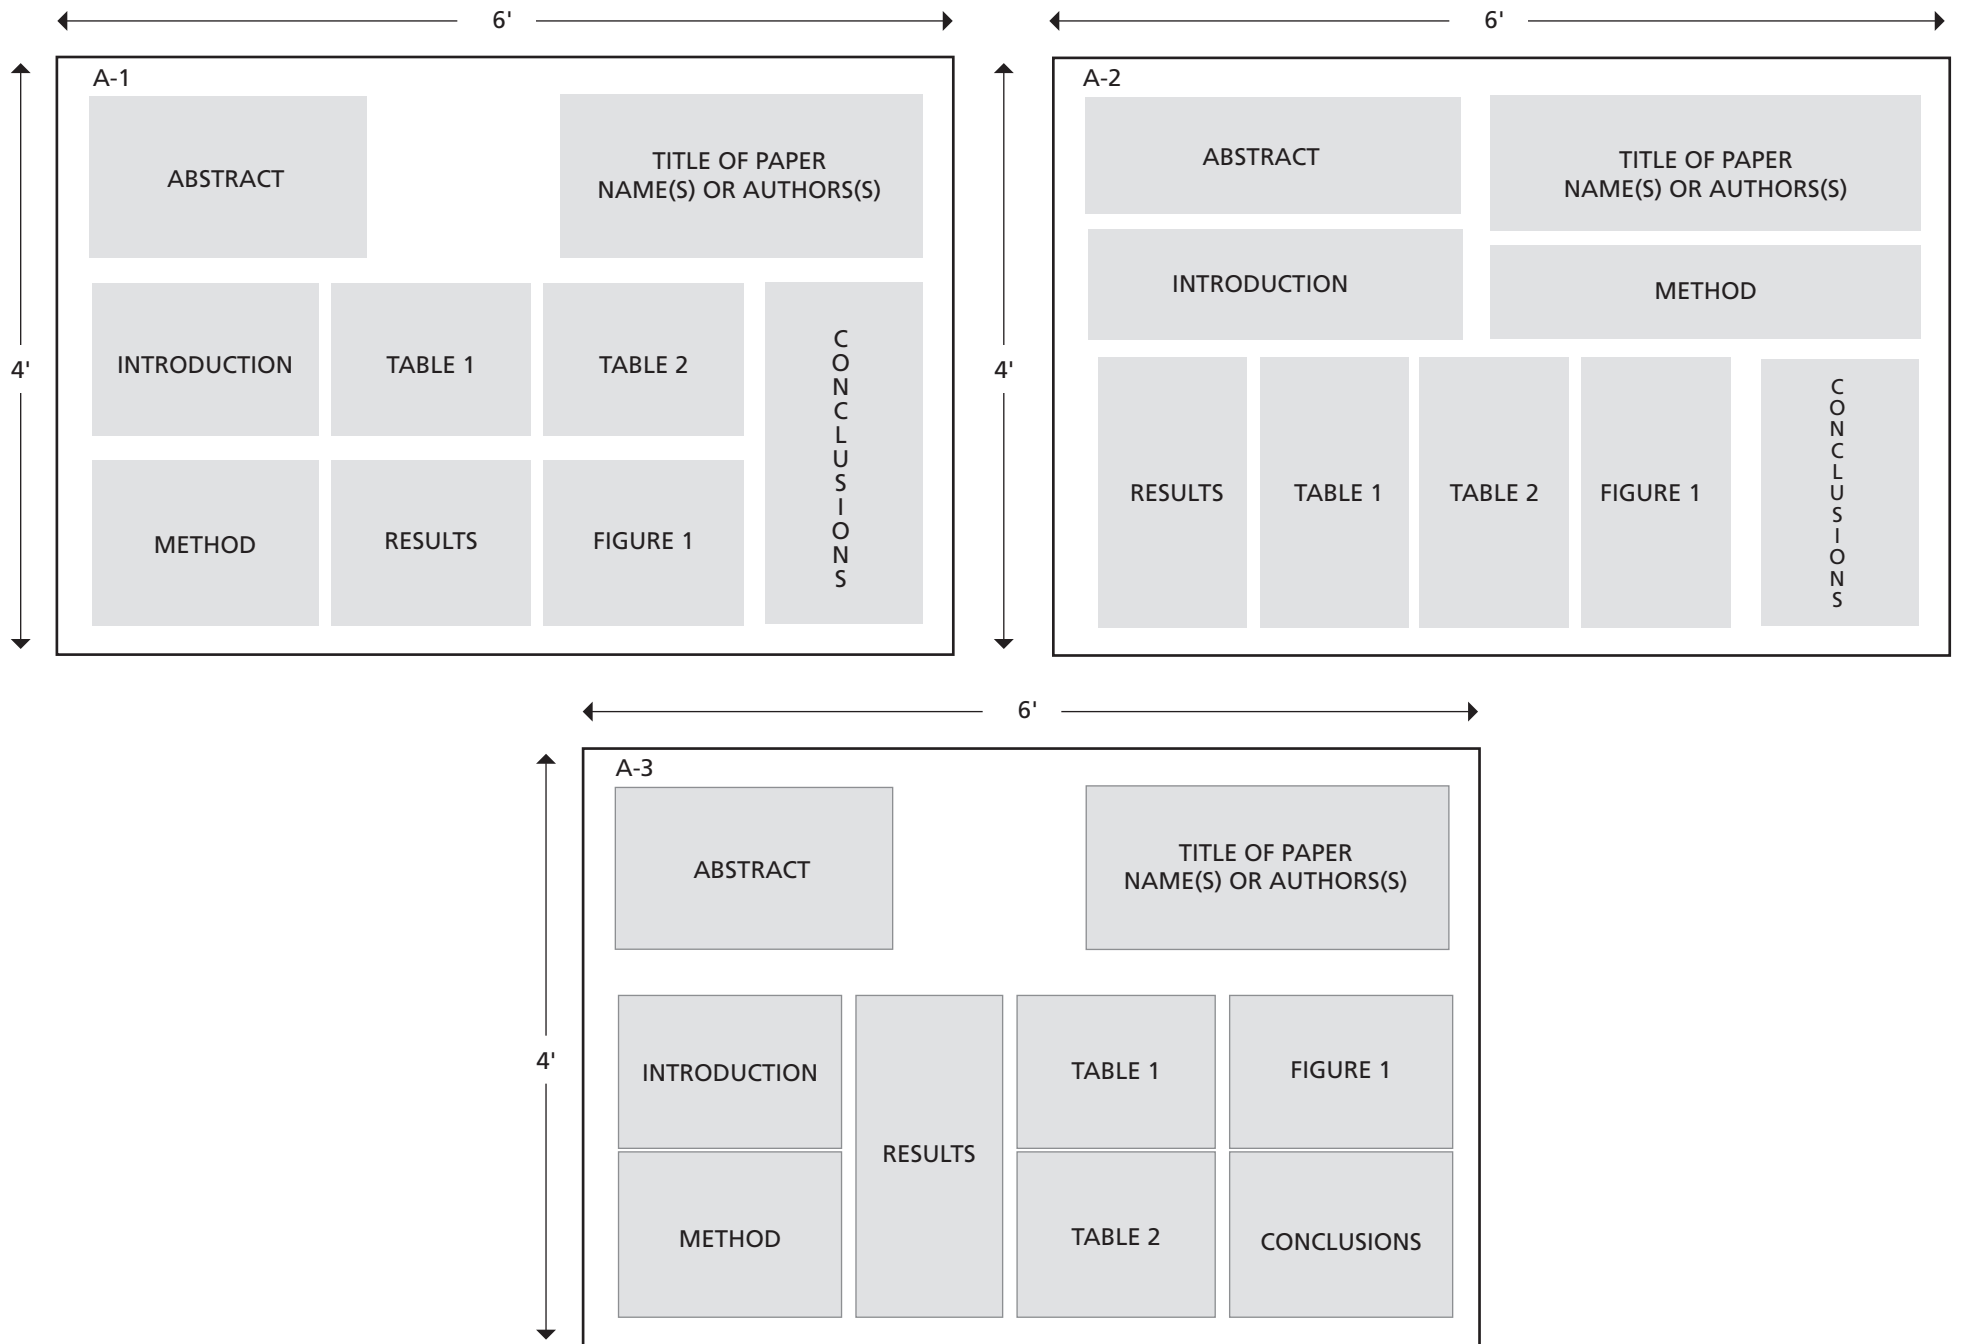 6'
4'
A-1
ABSTRACT
TITLE OF PAPER
NAME(S) OR AUTHORS(S)
INTRODUCTION
TABLE 1
TABLE 2
CONCLUSIONS
METHOD
RESULTS
FIGURE 1
6'
4'
A-2
ABSTRACT
TITLE OF PAPER
NAME(S) OR AUTHORS(S)
INTRODUCTION
METHOD
RESULTS
TABLE 1
TABLE 2
FIGURE 1
CONCLUSIONS
6'
4'
A-3
ABSTRACT
TITLE OF PAPER
NAME(S) OR AUTHORS(S)
INTRODUCTION
RESULTS
TABLE 1
FIGURE 1
METHOD
TABLE 2
CONCLUSIONS